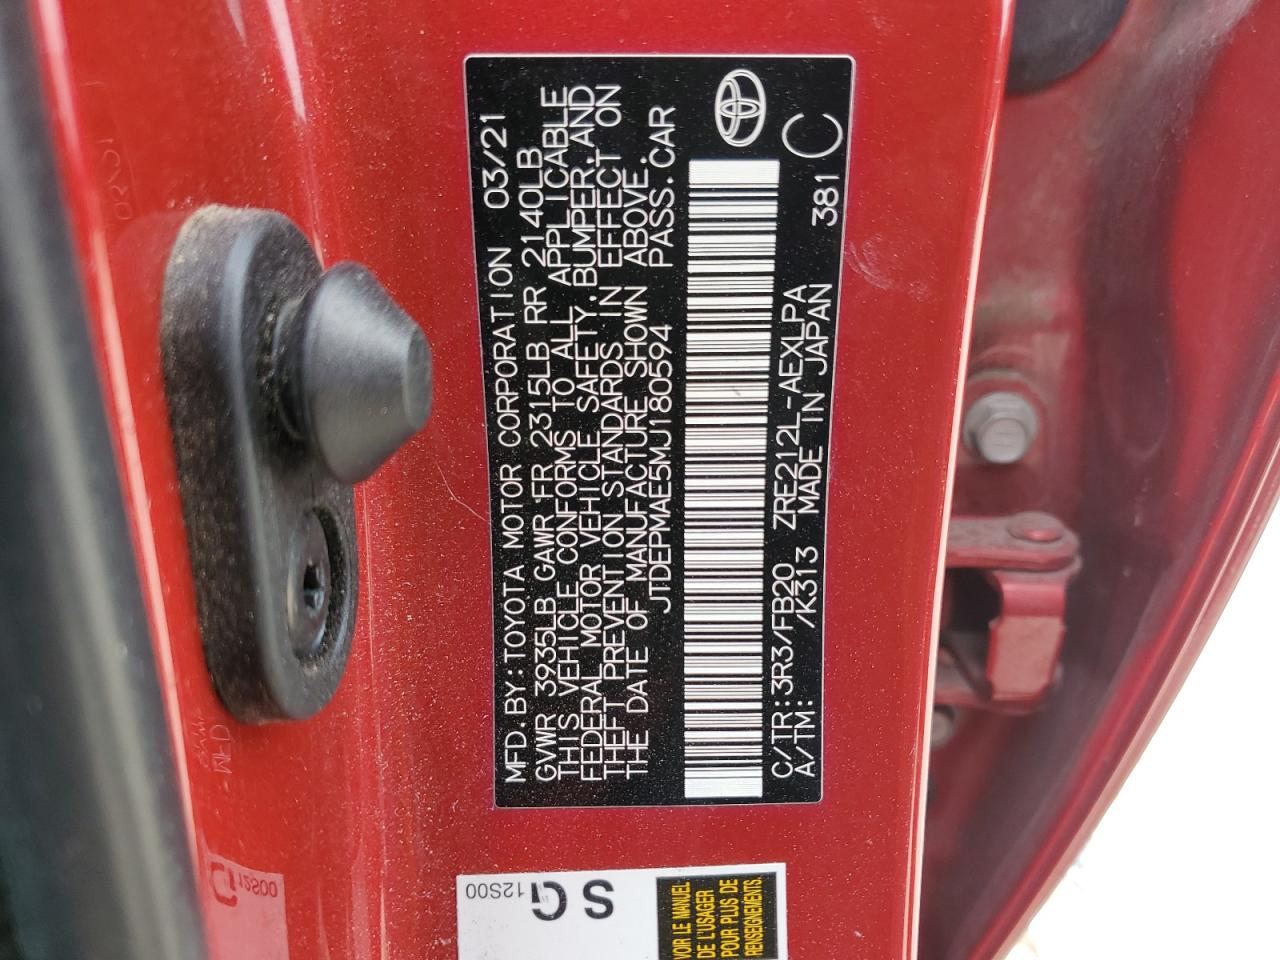 MFD.BY:TOYOTA MOTOR CORPORATION 03/21
GVWR 3935LB GAWR FR 2315LB RR 2140LB
THIS VEHICLE CONFORMS TO ALL APPLICABLE
FEDERAL MOTOR VEHICLE SAFETY,BUMPER,AND
THEFT PREVENTION STANDARDS IN EFFECT ON
THE DATE OF MANUFACTURE SHOWN ABOVE.
JTDEPMAE5MJ180594 PASS.CAR
C/TR:3R3/FB20 ZRE212L-AEXLPA 381
A/TM: /K313 MADE IN JAPAN C
12S00
SG
VOIR LE MANUEL
DE L'USAGER
POUR PLUS DE
RENSEIGNEMENTS.
12S00